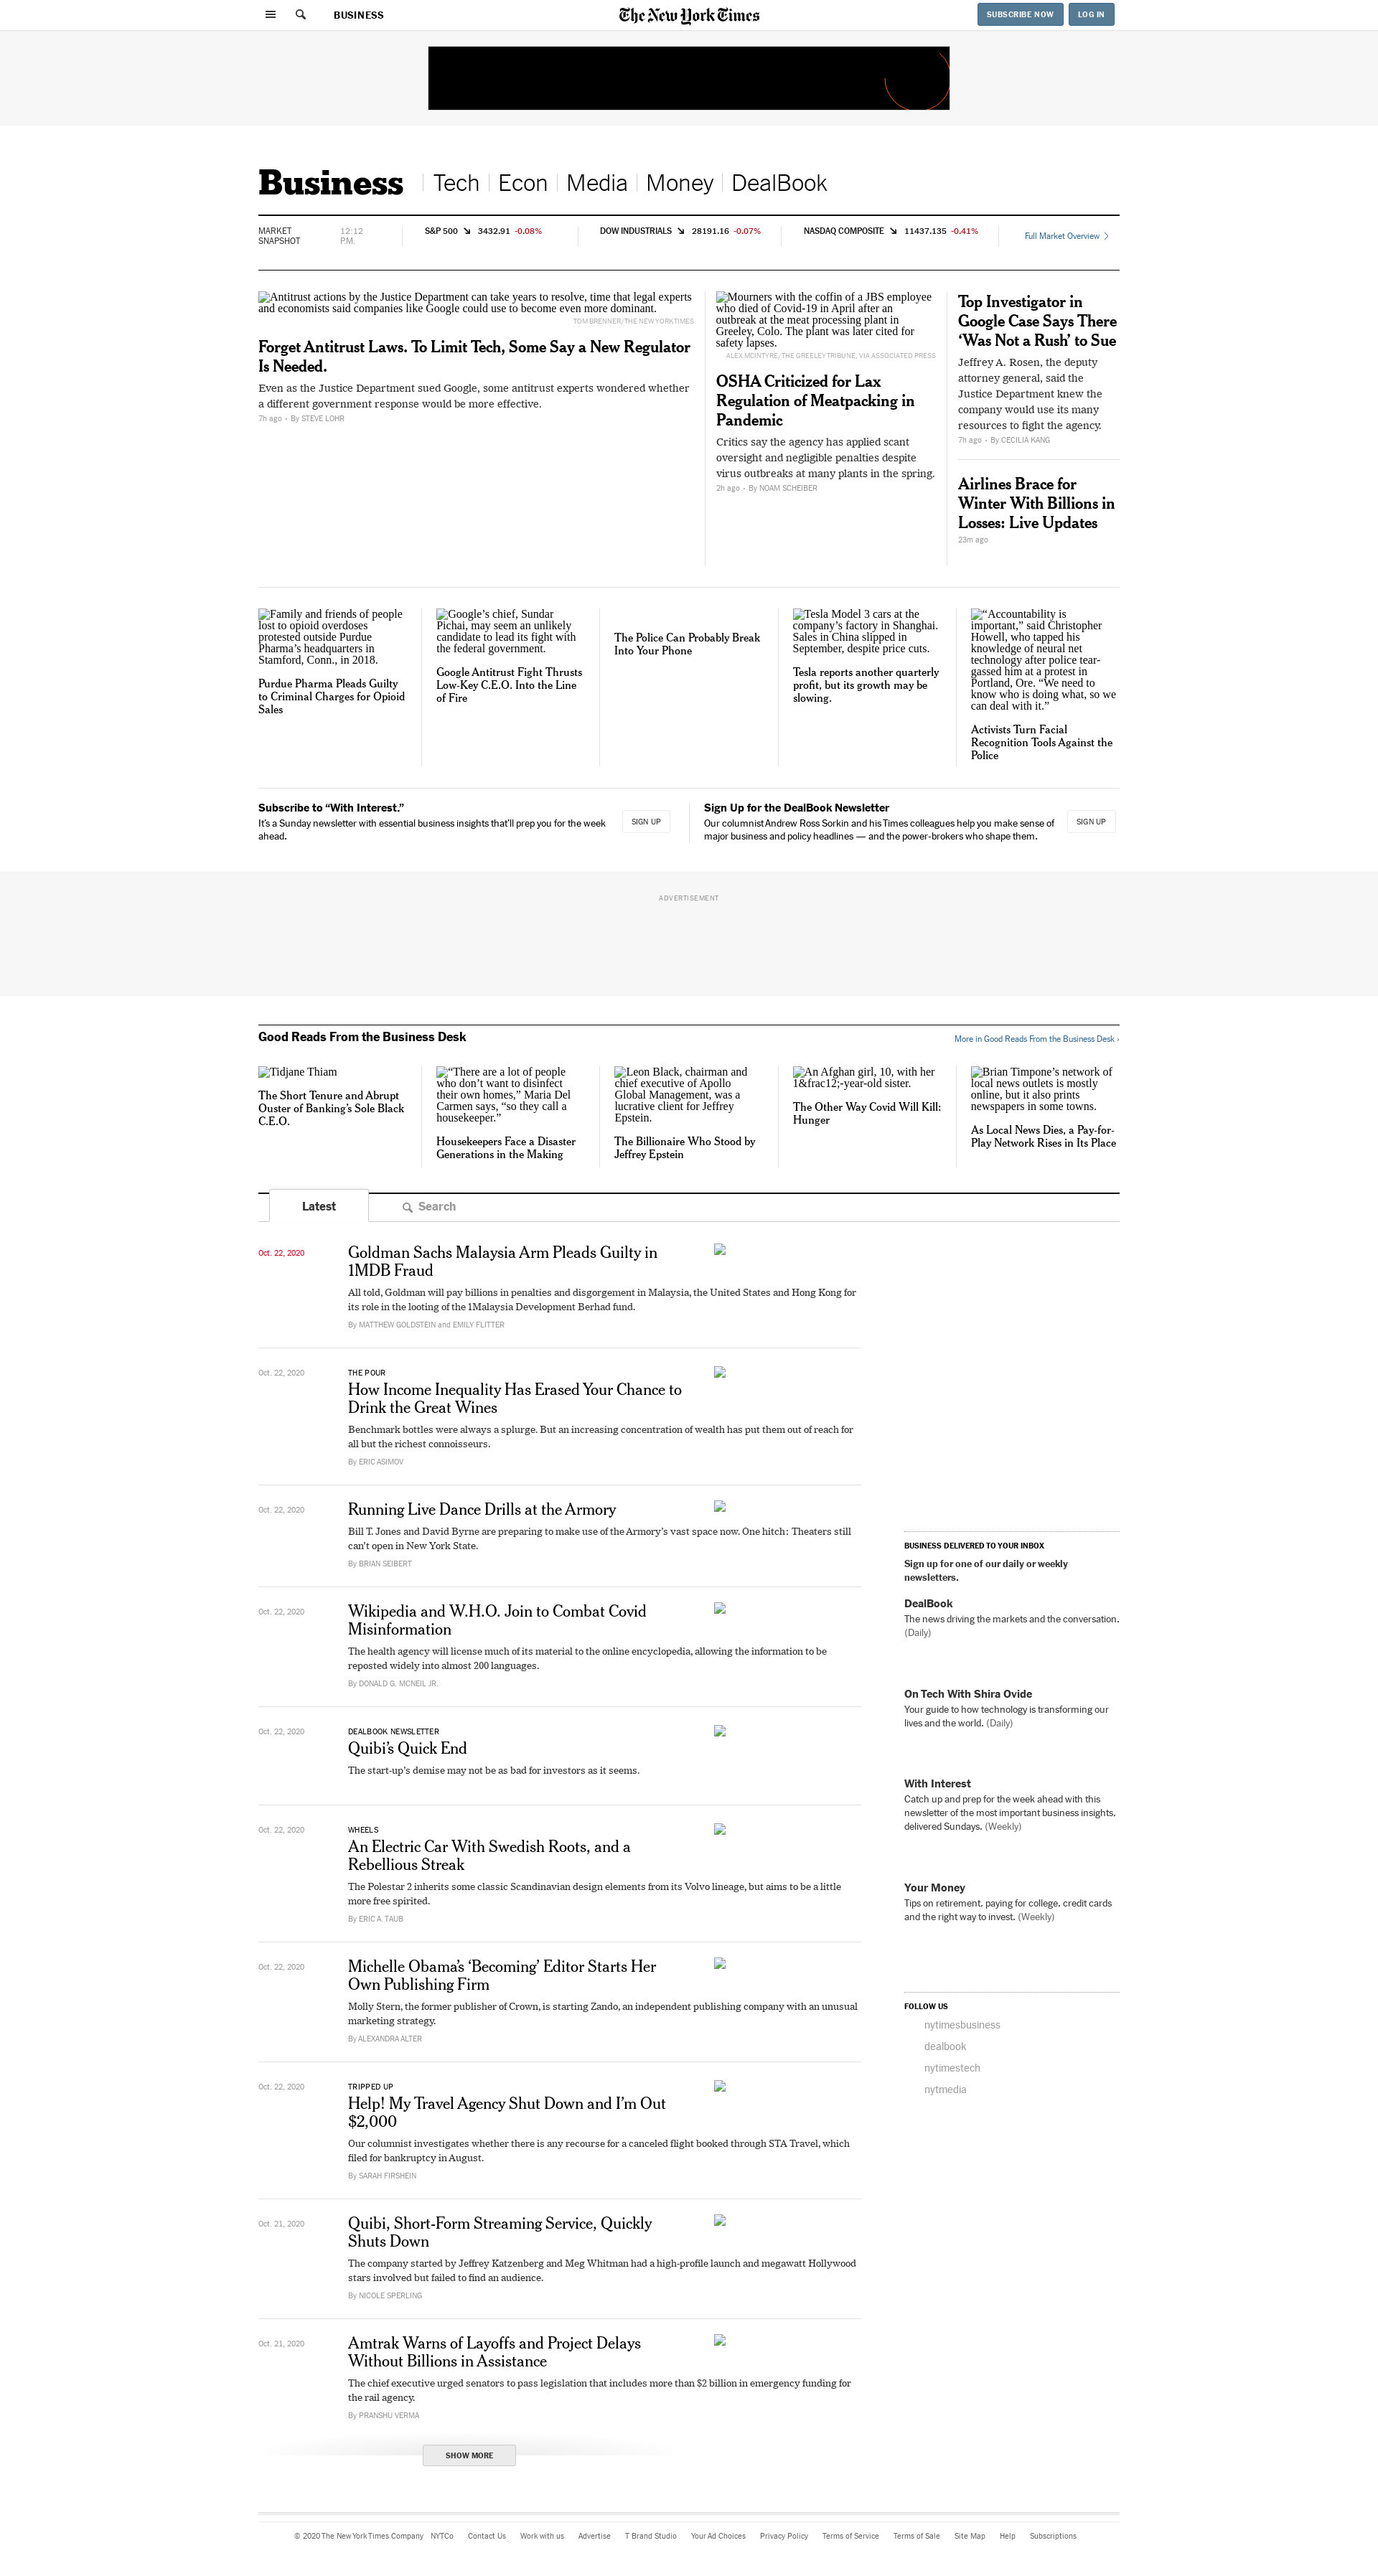 BUSINESS
The New York Times
SUBSCRIBE NOW
LOG IN
Business
Tech
Econ
Media
Money
DealBook
MARKET
SNAPSHOT
12:12
P.M.
S&P 500 3432.91 -0.08%
DOW INDUSTRIALS 28191.16 -0.07%
NASDAQ COMPOSITE 11437.135 -0.41%
Full Market Overview
Antitrust actions by the Justice Department can take years to resolve, time that legal experts
and economists said companies like Google could use to become even more dominant.
TOM BRENNER/THE NEW YORK TIMES
Forget Antitrust Laws. To Limit Tech, Some Say a New Regulator
Is Needed.
Even as the Justice Department sued Google, some antitrust experts wondered whether
a different government response would be more effective.
7h ago • By STEVE LOHR
Mourners with the coffin of a JBS employee
who died of Covid-19 in April after an
outbreak at the meat processing plant in
Greeley, Colo. The plant was later cited for
safety lapses.
ALEX MCINTYRE/THE GREELEY TRIBUNE, VIA ASSOCIATED PRESS
OSHA Criticized for Lax
Regulation of Meatpacking in
Pandemic
Critics say the agency has applied scant
oversight and negligible penalties despite
virus outbreaks at many plants in the spring.
2h ago • By NOAM SCHEIBER
Top Investigator in
Google Case Says There
‘Was Not a Rush’ to Sue
Jeffrey A. Rosen, the deputy
attorney general, said the
Justice Department knew the
company would use its many
resources to fight the agency.
7h ago • By CECILIA KANG
Airlines Brace for
Winter With Billions in
Losses: Live Updates
23m ago
Family and friends of people
lost to opioid overdoses
protested outside Purdue
Pharma’s headquarters in
Stamford, Conn., in 2018.
Purdue Pharma Pleads Guilty
to Criminal Charges for Opioid
Sales
Google’s chief, Sundar
Pichai, may seem an unlikely
candidate to lead its fight with
the federal government.
Google Antitrust Fight Thrusts
Low-Key C.E.O. Into the Line
of Fire
The Police Can Probably Break
Into Your Phone
Tesla Model 3 cars at the
company’s factory in Shanghai.
Sales in China slipped in
September, despite price cuts.
Tesla reports another quarterly
profit, but its growth may be
slowing.
“Accountability is
important,” said Christopher
Howell, who tapped his
knowledge of neural net
technology after police tear-
gassed him at a protest in
Portland, Ore. “We need to
know who is doing what, so we
can deal with it.”
Activists Turn Facial
Recognition Tools Against the
Police
Subscribe to “With Interest.”
It’s a Sunday newsletter with essential business insights that’ll prep you for the week
ahead.
SIGN UP
Sign Up for the DealBook Newsletter
Our columnist Andrew Ross Sorkin and his Times colleagues help you make sense of
major business and policy headlines — and the power-brokers who shape them.
SIGN UP
ADVERTISEMENT
Good Reads From the Business Desk
More in Good Reads From the Business Desk ›
Tidjane Thiam
The Short Tenure and Abrupt
Ouster of Banking’s Sole Black
C.E.O.
“There are a lot of people
who don’t want to disinfect
their own homes,” Maria Del
Carmen says, “so they call a
housekeeper.”
Housekeepers Face a Disaster
Generations in the Making
Leon Black, chairman and
chief executive of Apollo
Global Management, was a
lucrative client for Jeffrey
Epstein.
The Billionaire Who Stood by
Jeffrey Epstein
An Afghan girl, 10, with her
1&frac12;-year-old sister.
The Other Way Covid Will Kill:
Hunger
Brian Timpone’s network of
local news outlets is mostly
online, but it also prints
newspapers in some towns.
As Local News Dies, a Pay-for-
Play Network Rises in Its Place
Latest
Search
Oct. 22, 2020
Goldman Sachs Malaysia Arm Pleads Guilty in
1MDB Fraud
All told, Goldman will pay billions in penalties and disgorgement in Malaysia, the United States and Hong Kong for
its role in the looting of the 1Malaysia Development Berhad fund.
By MATTHEW GOLDSTEIN and EMILY FLITTER
Oct. 22, 2020
THE POUR
How Income Inequality Has Erased Your Chance to
Drink the Great Wines
Benchmark bottles were always a splurge. But an increasing concentration of wealth has put them out of reach for
all but the richest connoisseurs.
By ERIC ASIMOV
Oct. 22, 2020
Running Live Dance Drills at the Armory
Bill T. Jones and David Byrne are preparing to make use of the Armory’s vast space now. One hitch: Theaters still
can’t open in New York State.
By BRIAN SEIBERT
Oct. 22, 2020
Wikipedia and W.H.O. Join to Combat Covid
Misinformation
The health agency will license much of its material to the online encyclopedia, allowing the information to be
reposted widely into almost 200 languages.
By DONALD G. MCNEIL JR.
Oct. 22, 2020
DEALBOOK NEWSLETTER
Quibi’s Quick End
The start-up’s demise may not be as bad for investors as it seems.
Oct. 22, 2020
WHEELS
An Electric Car With Swedish Roots, and a
Rebellious Streak
The Polestar 2 inherits some classic Scandinavian design elements from its Volvo lineage, but aims to be a little
more free spirited.
By ERIC A. TAUB
Oct. 22, 2020
Michelle Obama’s ‘Becoming’ Editor Starts Her
Own Publishing Firm
Molly Stern, the former publisher of Crown, is starting Zando, an independent publishing company with an unusual
marketing strategy.
By ALEXANDRA ALTER
Oct. 22, 2020
TRIPPED UP
Help! My Travel Agency Shut Down and I’m Out
$2,000
Our columnist investigates whether there is any recourse for a canceled flight booked through STA Travel, which
filed for bankruptcy in August.
By SARAH FIRSHEIN
Oct. 21, 2020
Quibi, Short-Form Streaming Service, Quickly
Shuts Down
The company started by Jeffrey Katzenberg and Meg Whitman had a high-profile launch and megawatt Hollywood
stars involved but failed to find an audience.
By NICOLE SPERLING
Oct. 21, 2020
Amtrak Warns of Layoffs and Project Delays
Without Billions in Assistance
The chief executive urged senators to pass legislation that includes more than $2 billion in emergency funding for
the rail agency.
By PRANSHU VERMA
SHOW MORE
BUSINESS DELIVERED TO YOUR INBOX
Sign up for one of our daily or weekly
newsletters.
DealBook
The news driving the markets and the conversation.
(Daily)
On Tech With Shira Ovide
Your guide to how technology is transforming our
lives and the world. (Daily)
With Interest
Catch up and prep for the week ahead with this
newsletter of the most important business insights,
delivered Sundays. (Weekly)
Your Money
Tips on retirement, paying for college, credit cards
and the right way to invest. (Weekly)
FOLLOW US
nytimesbusiness
dealbook
nytimestech
nytmedia
© 2020 The New York Times Company NYTCo Contact Us Work with us Advertise T Brand Studio Your Ad Choices Privacy Policy Terms of Service Terms of Sale Site Map Help Subscriptions